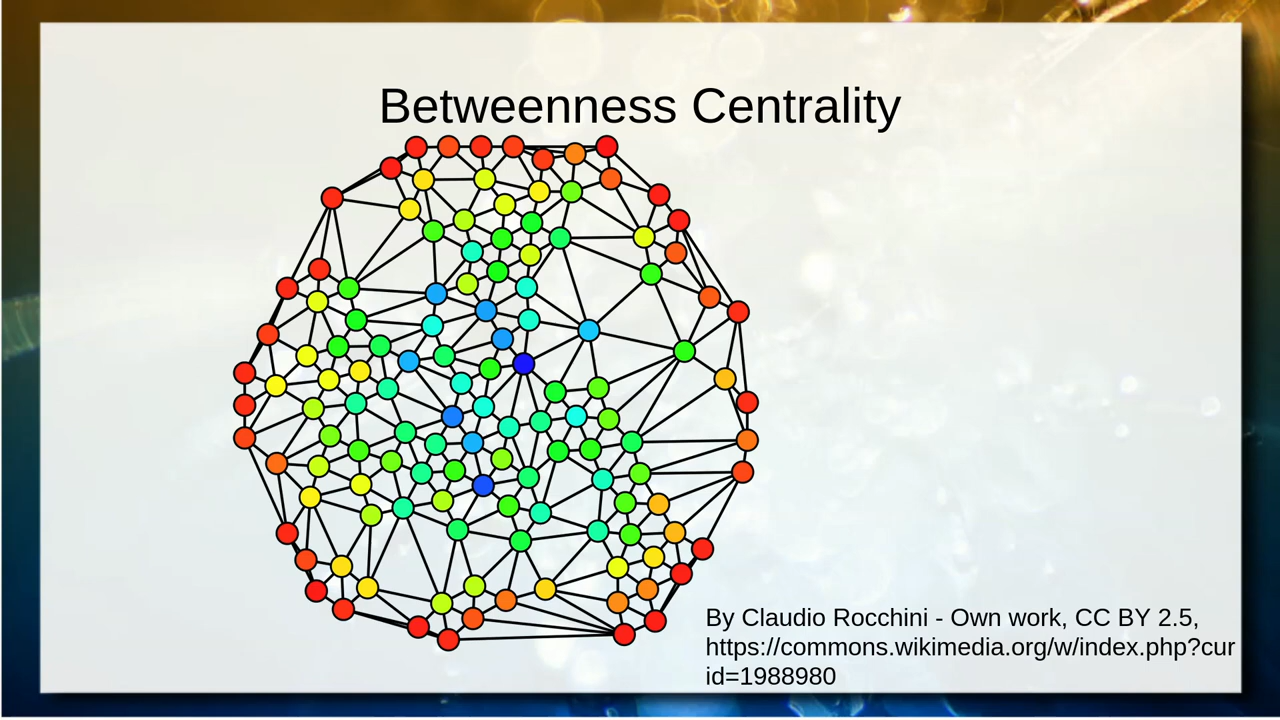 Betweenness Centrality
By Claudio Rocchini - Own work, CC BY 2.5,
https://commons.wikimedia.org/w/index.php?cur
id=1988980